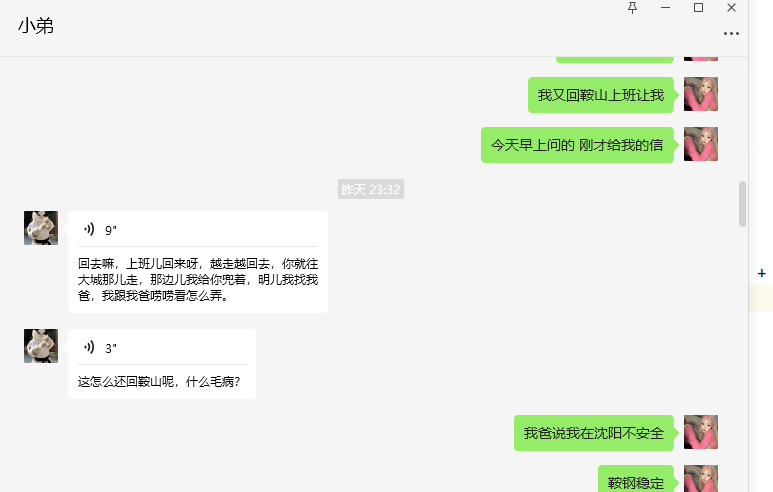 小弟
我又回鞍山上班让我
今天早上问的 刚才给我的信
昨天 23:32
9"
回去嘛，上班儿回来呀，越走越回去，你就往
大城那儿走，那边儿我给你兜着，明儿我找我
爸，我跟我爸唠唠看怎么弄。
3"
这怎么还回鞍山呢，什么毛病？
我爸说我在沈阳不安全
鞍钢稳定